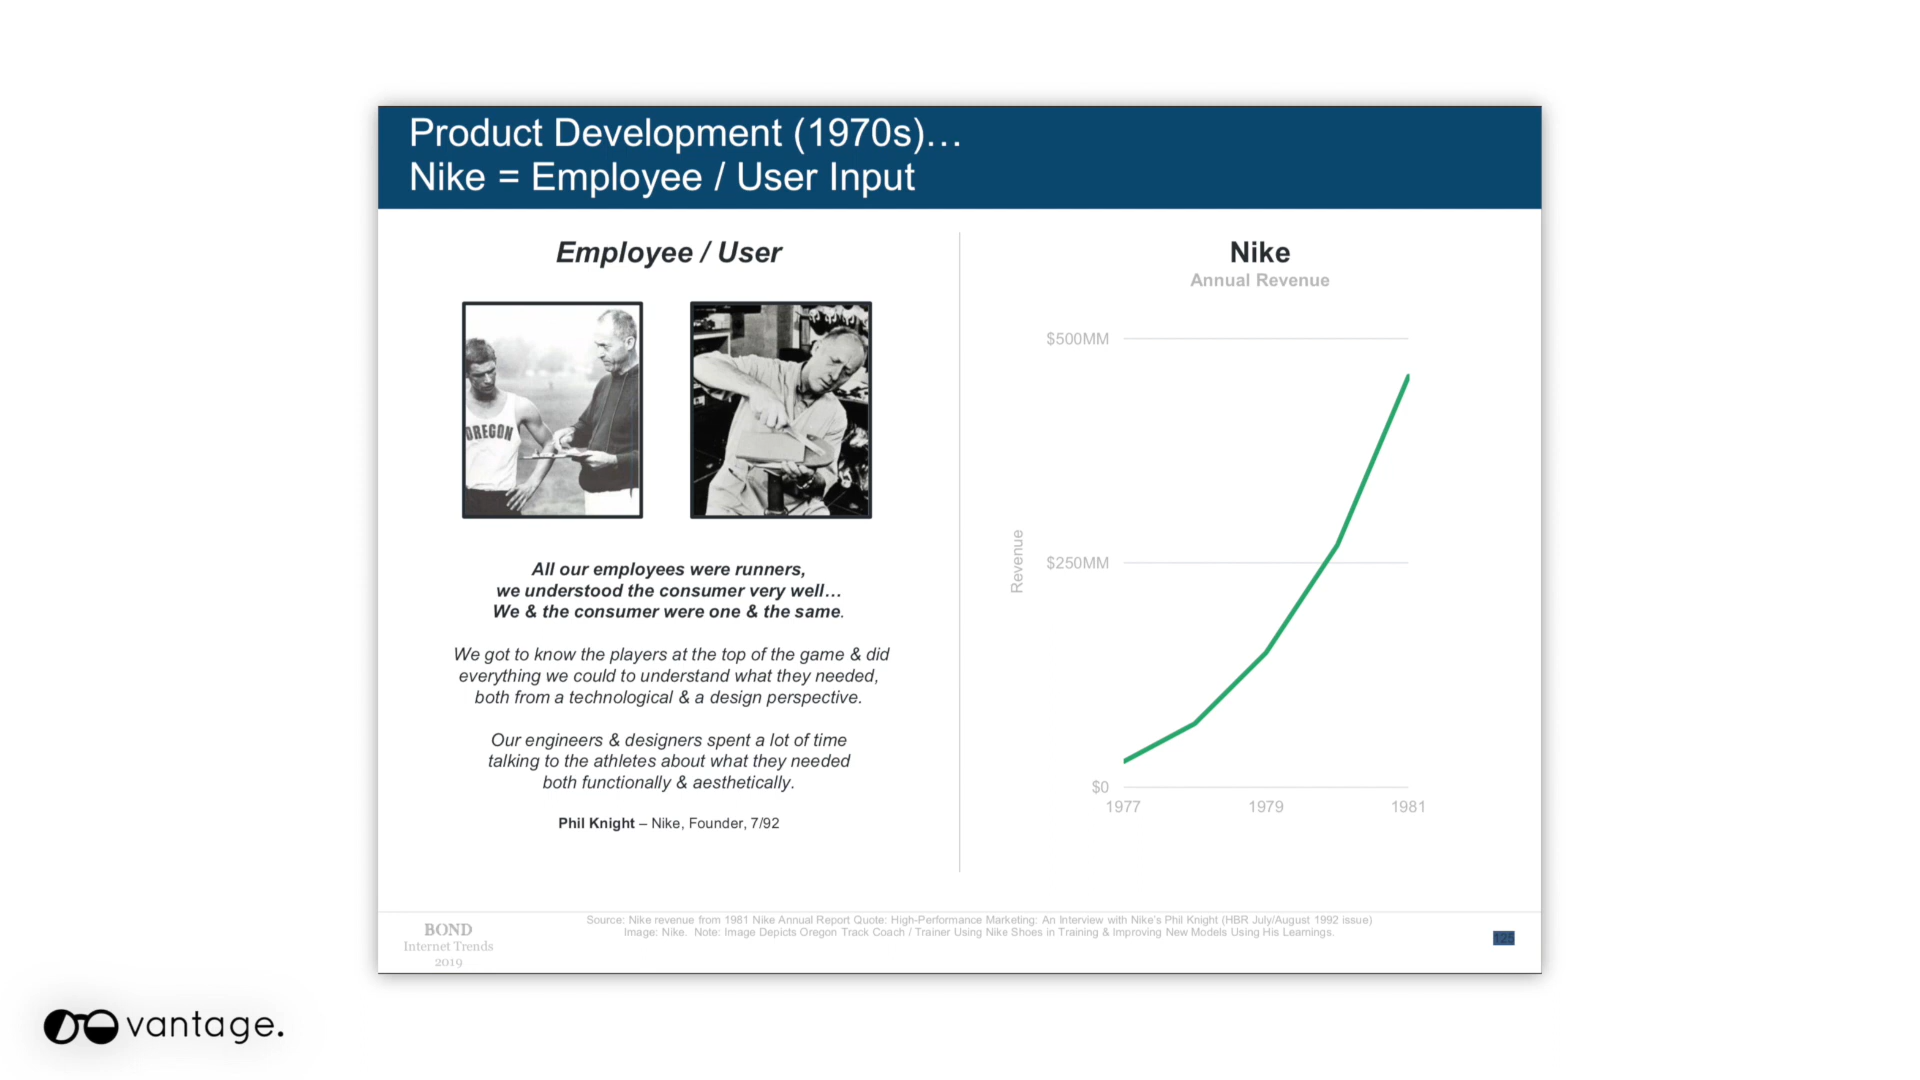 Product Development (1970s)…
Nike = Employee / User Input
Employee / User
OREGON
All our employees were runners,
we understood the consumer very well…
We & the consumer were one & the same.
We got to know the players at the top of the game & did
everything we could to understand what they needed,
both from a technological & a design perspective.
Our engineers & designers spent a lot of time
talking to the athletes about what they needed
both functionally & aesthetically.
Phil Knight – Nike, Founder, 7/92
Nike
Annual Revenue
$500MM
$250MM
$0
Revenue
1977 1979 1981
BOND
Internet Trends
2019
Source: Nike revenue from 1981 Nike Annual Report Quote: High-Performance Marketing: An Interview with Nike's Phil Knight (HBR July/August 1992 issue)
Image: Nike. Note: Image Depicts Oregon Track Coach / Trainer Using Nike Shoes in Training & Improving New Models Using His Learnings.
125
vantage.